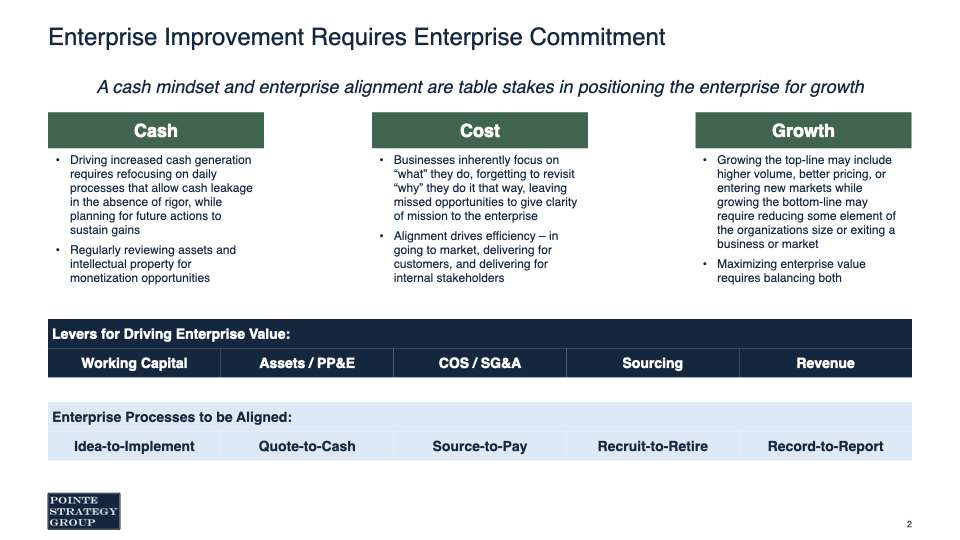 Enterprise Improvement Requires Enterprise Commitment
A cash mindset and enterprise alignment are table stakes in positioning the enterprise for growth
Cash
• Driving increased cash generation
requires refocusing on daily
processes that allow cash leakage
in the absence of rigor, while
planning for future actions to
sustain gains
• Regularly reviewing assets and
intellectual property for
monetization opportunities
Cost
• Businesses inherently focus on
“what” they do, forgetting to revisit
“why” they do it that way, leaving
missed opportunities to give clarity
of mission to the enterprise
• Alignment drives efficiency – in
going to market, delivering for
customers, and delivering for
internal stakeholders
Growth
• Growing the top-line may include
higher volume, better pricing, or
entering new markets while
growing the bottom-line may
require reducing some element of
the organizations size or exiting a
business or market
• Maximizing enterprise value
requires balancing both
Levers for Driving Enterprise Value:
Working Capital Assets / PP&E COS / SG&A Sourcing Revenue
Enterprise Processes to be Aligned:
Idea-to-Implement Quote-to-Cash Source-to-Pay Recruit-to-Retire Record-to-Report
POINTE
STRATEGY
GROUP
2